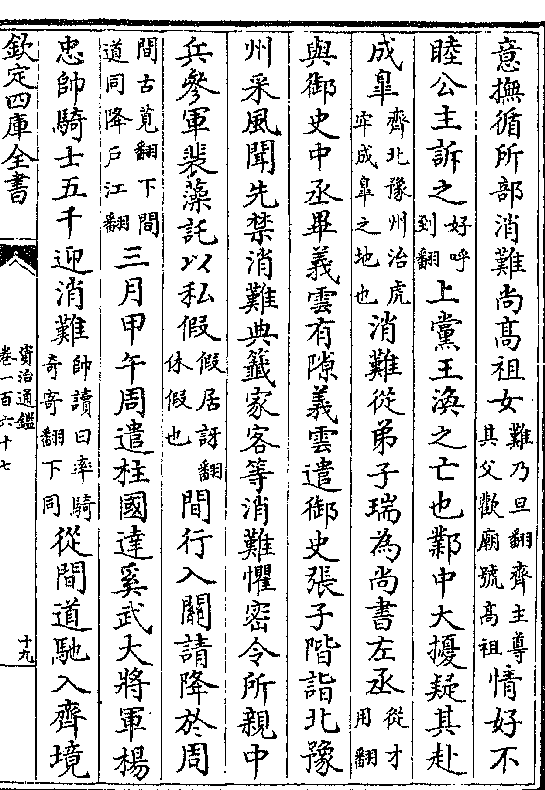 意撫循所部消難尚高祖女難乃旦翻齊主尊其父歡廟號高祖情好不
睦公主訴之好呼到翻上黨王渙之亡也鄴中大擾疑其赴
成臯齊北豫州治虎牢成臯之地也消難從弟子瑞為尚書左丞從才用翻
與御史中丞畢義雲有隙義雲遣御史張子階詣北豫
州采風聞先禁消難典籤家客等消難懼密令所親中
兵參軍裴藻託以私假假居訝翻休假也間行入關請降於周
間古莧翻下間道同降戶江翻三月甲午周遣柱國達奚武大將軍楊
忠帥騎士五千迎消難帥讀曰率騎奇寄翻下同從間道馳入齊境
欽定四庫全書
資治通鑑
卷一百六十七
十九